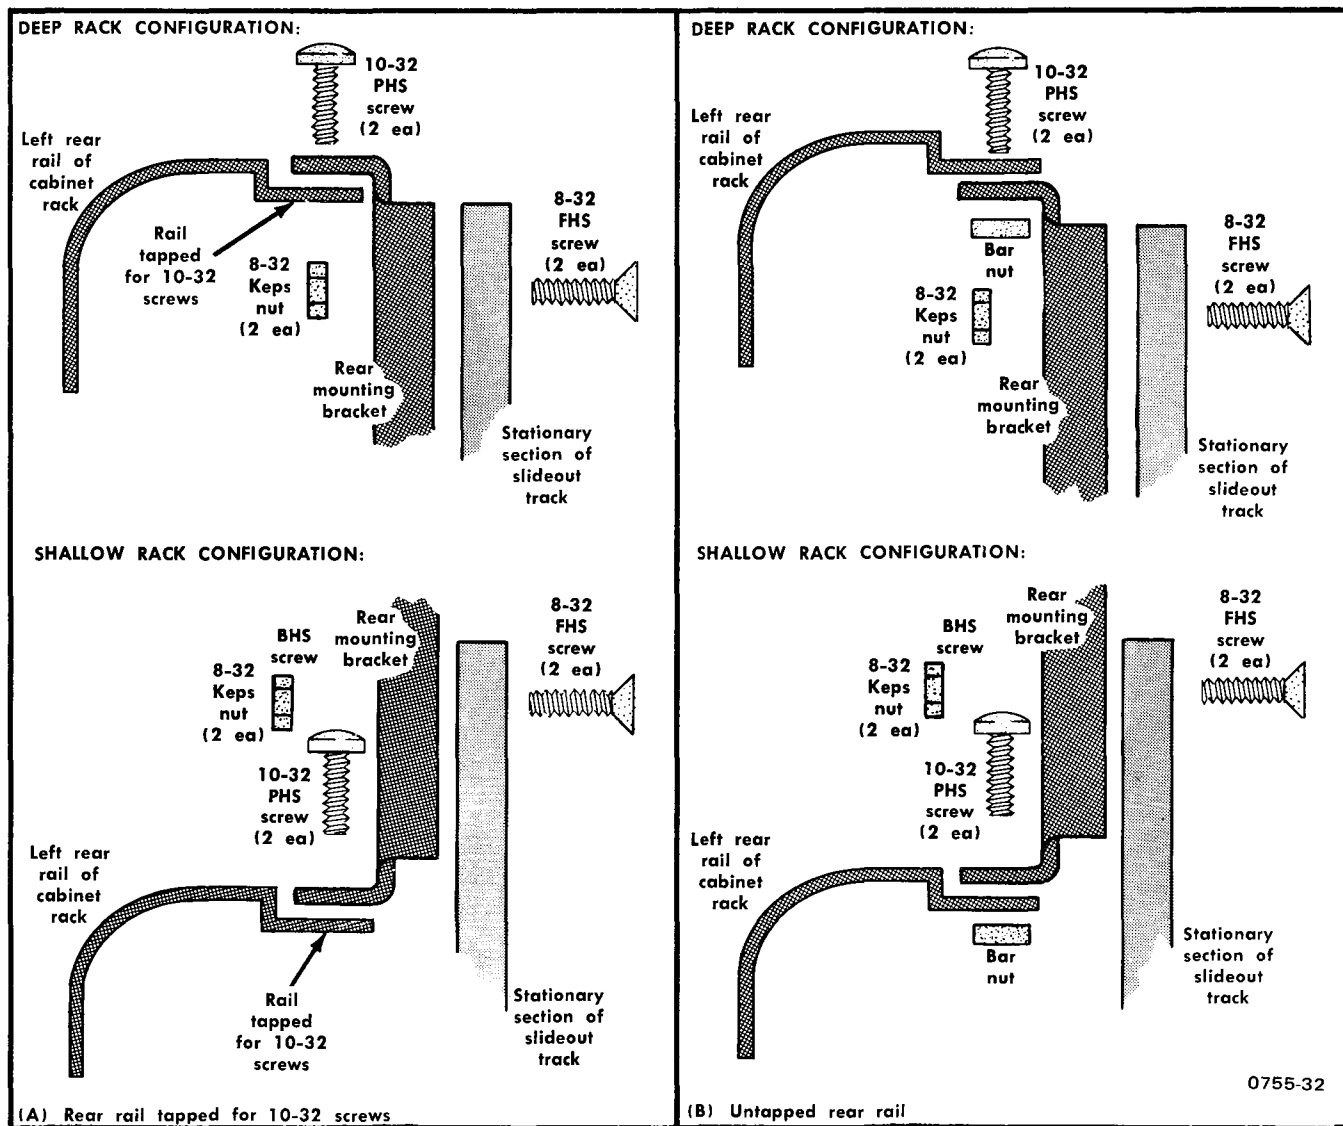 DEEP RACK CONFIGURATION:
10-32
PHS
screw
(2 ea)
Left rear
rail of
cabinet
rack
8-32
FHS
screw
(2 ea)
Rail
tapped
for 10-32
screws
8-32
Keps
nut
(2 ea)
Rear
mounting
bracket
Stationary
section of
slideout
track
SHALLOW RACK CONFIGURATION:
Rear
mounting
bracket
8-32
FHS
screw
(2 ea)
BHS
screw
8-32
Keps
nut
(2 ea)
10-32
PHS
screw
(2 ea)
Left rear
rail of
cabinet
rack
Rail
tapped
for 10-32
screws
Stationary
section of
slideout
track
(A) Rear rail tapped for 10-32 screws
DEEP RACK CONFIGURATION:
10-32
PHS
screw
(2 ea)
Left rear
rail of
cabinet
rack
8-32
FHS
screw
(2 ea)
Bar
nut
8-32
Keps
nut
(2 ea)
Rear
mounting
bracket
Stationary
section of
slideout
track
SHALLOW RACK CONFIGURATION:
Rear
mounting
bracket
8-32
FHS
screw
(2 ea)
BHS
screw
8-32
Keps
nut
(2 ea)
10-32
PHS
screw
(2 ea)
Left rear
rail of
cabinet
rack
Bar
nut
Stationary
section of
slideout
track
0755-32
(B) Untapped rear rail